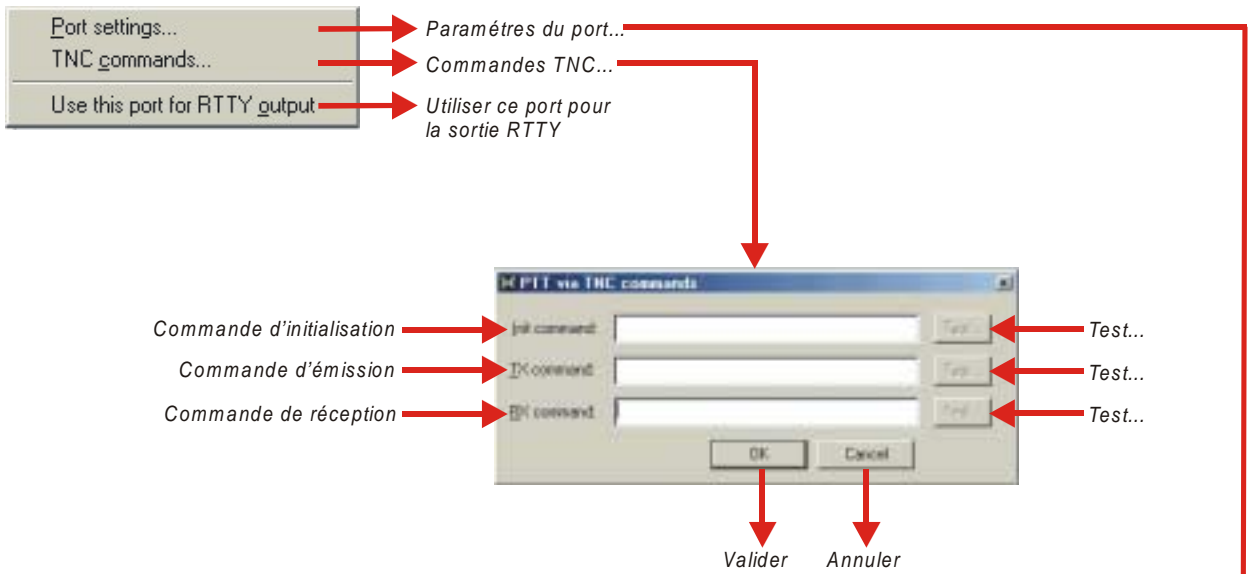 Port settings...
Paramétres du port...
TNC commands...
Commandes TNC...
Use this port for RTTY output
Utiliser ce port pour
la sortie RTTY
PTT via TNC commands
Commande d’initialisation
Init command:
Test...
Test...
Commande d’émission
TX command:
Test...
Test...
Commande de réception
RX command:
Test...
Test...
OK
Cancel
Valider
Annuler